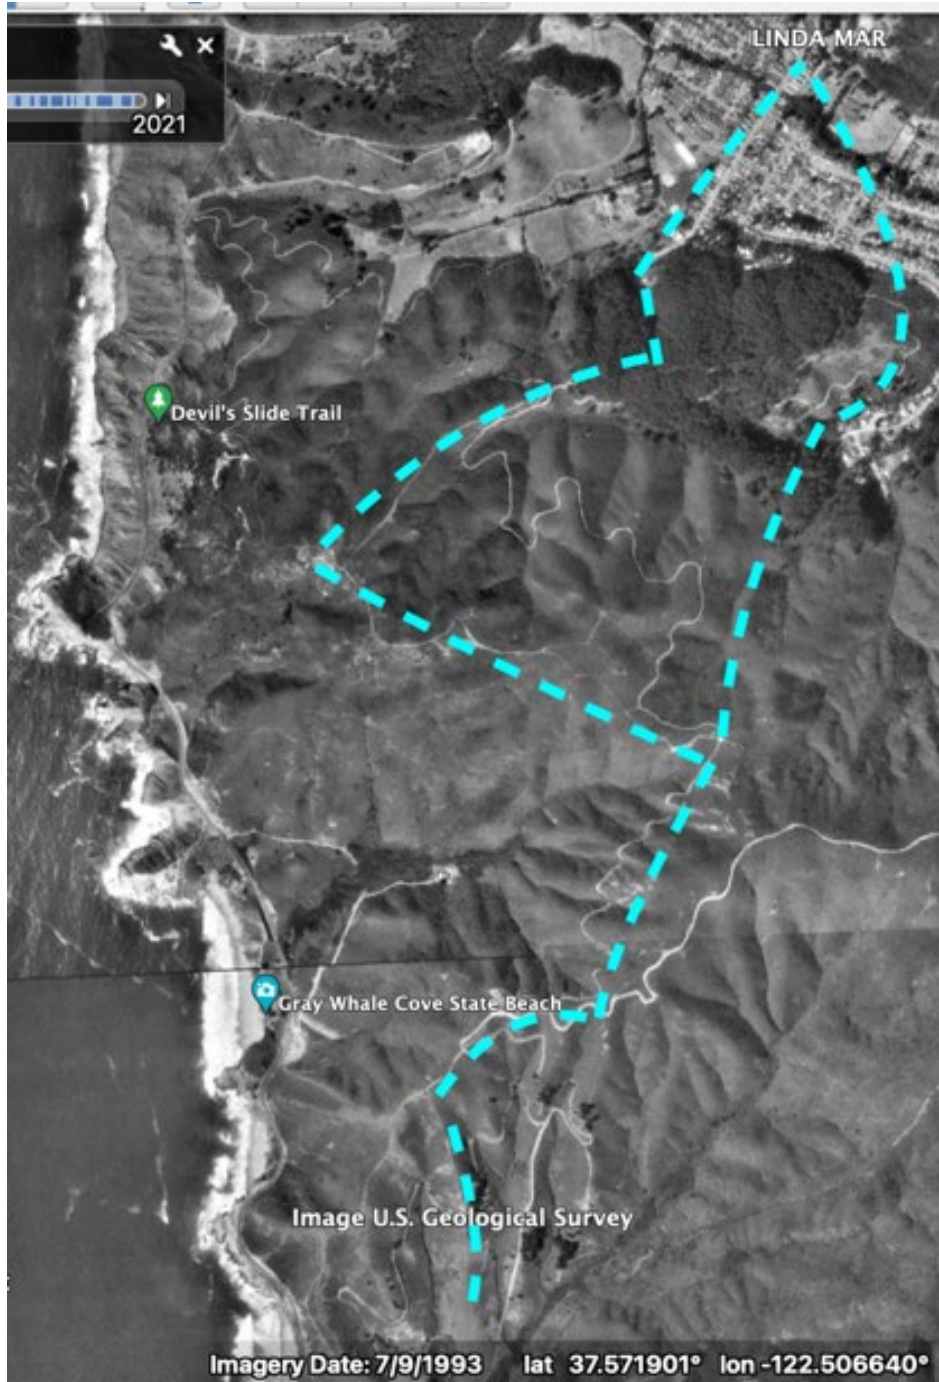 LINDA MAR
2021
Devil's Slide Trail
Gray Whale Cove State Beach
Image U.S. Geological Survey
Imagery Date: 7/9/1993 lat 37.571901° lon -122.506640°